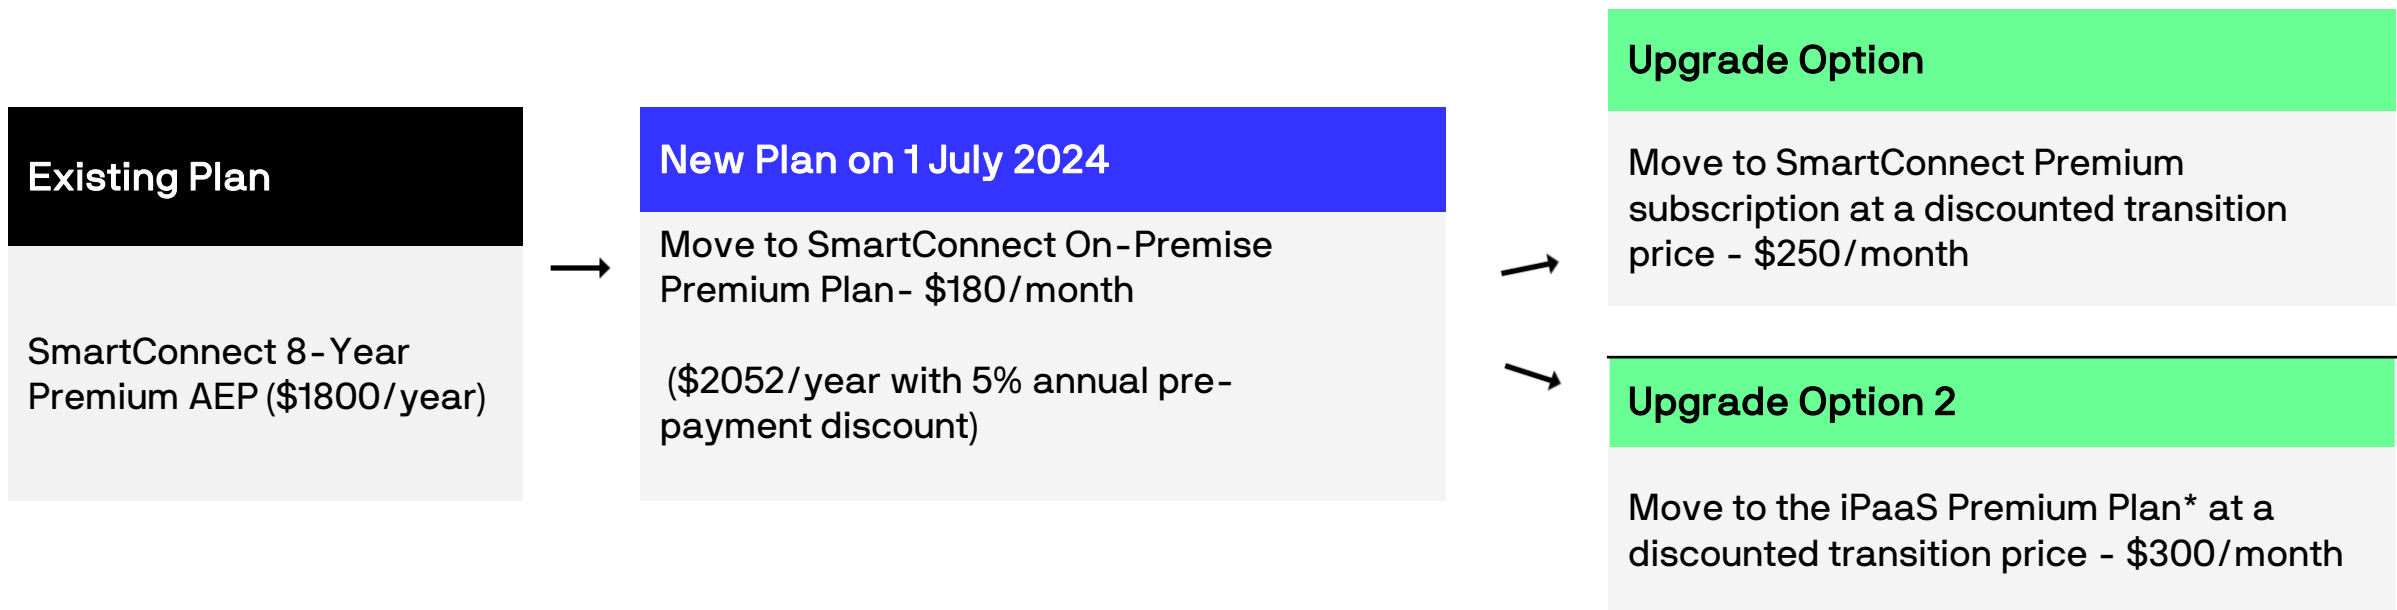 Existing Plan
SmartConnect 8-Year
Premium AEP ($1800/year)
New Plan on 1 July 2024
Move to SmartConnect On-Premise
Premium Plan- $180/month
($2052/year with 5% annual pre-
payment discount)
Upgrade Option
Move to SmartConnect Premium
subscription at a discounted transition
price - $250/month
Upgrade Option 2
Move to the iPaaS Premium Plan* at a
discounted transition price - $300/month